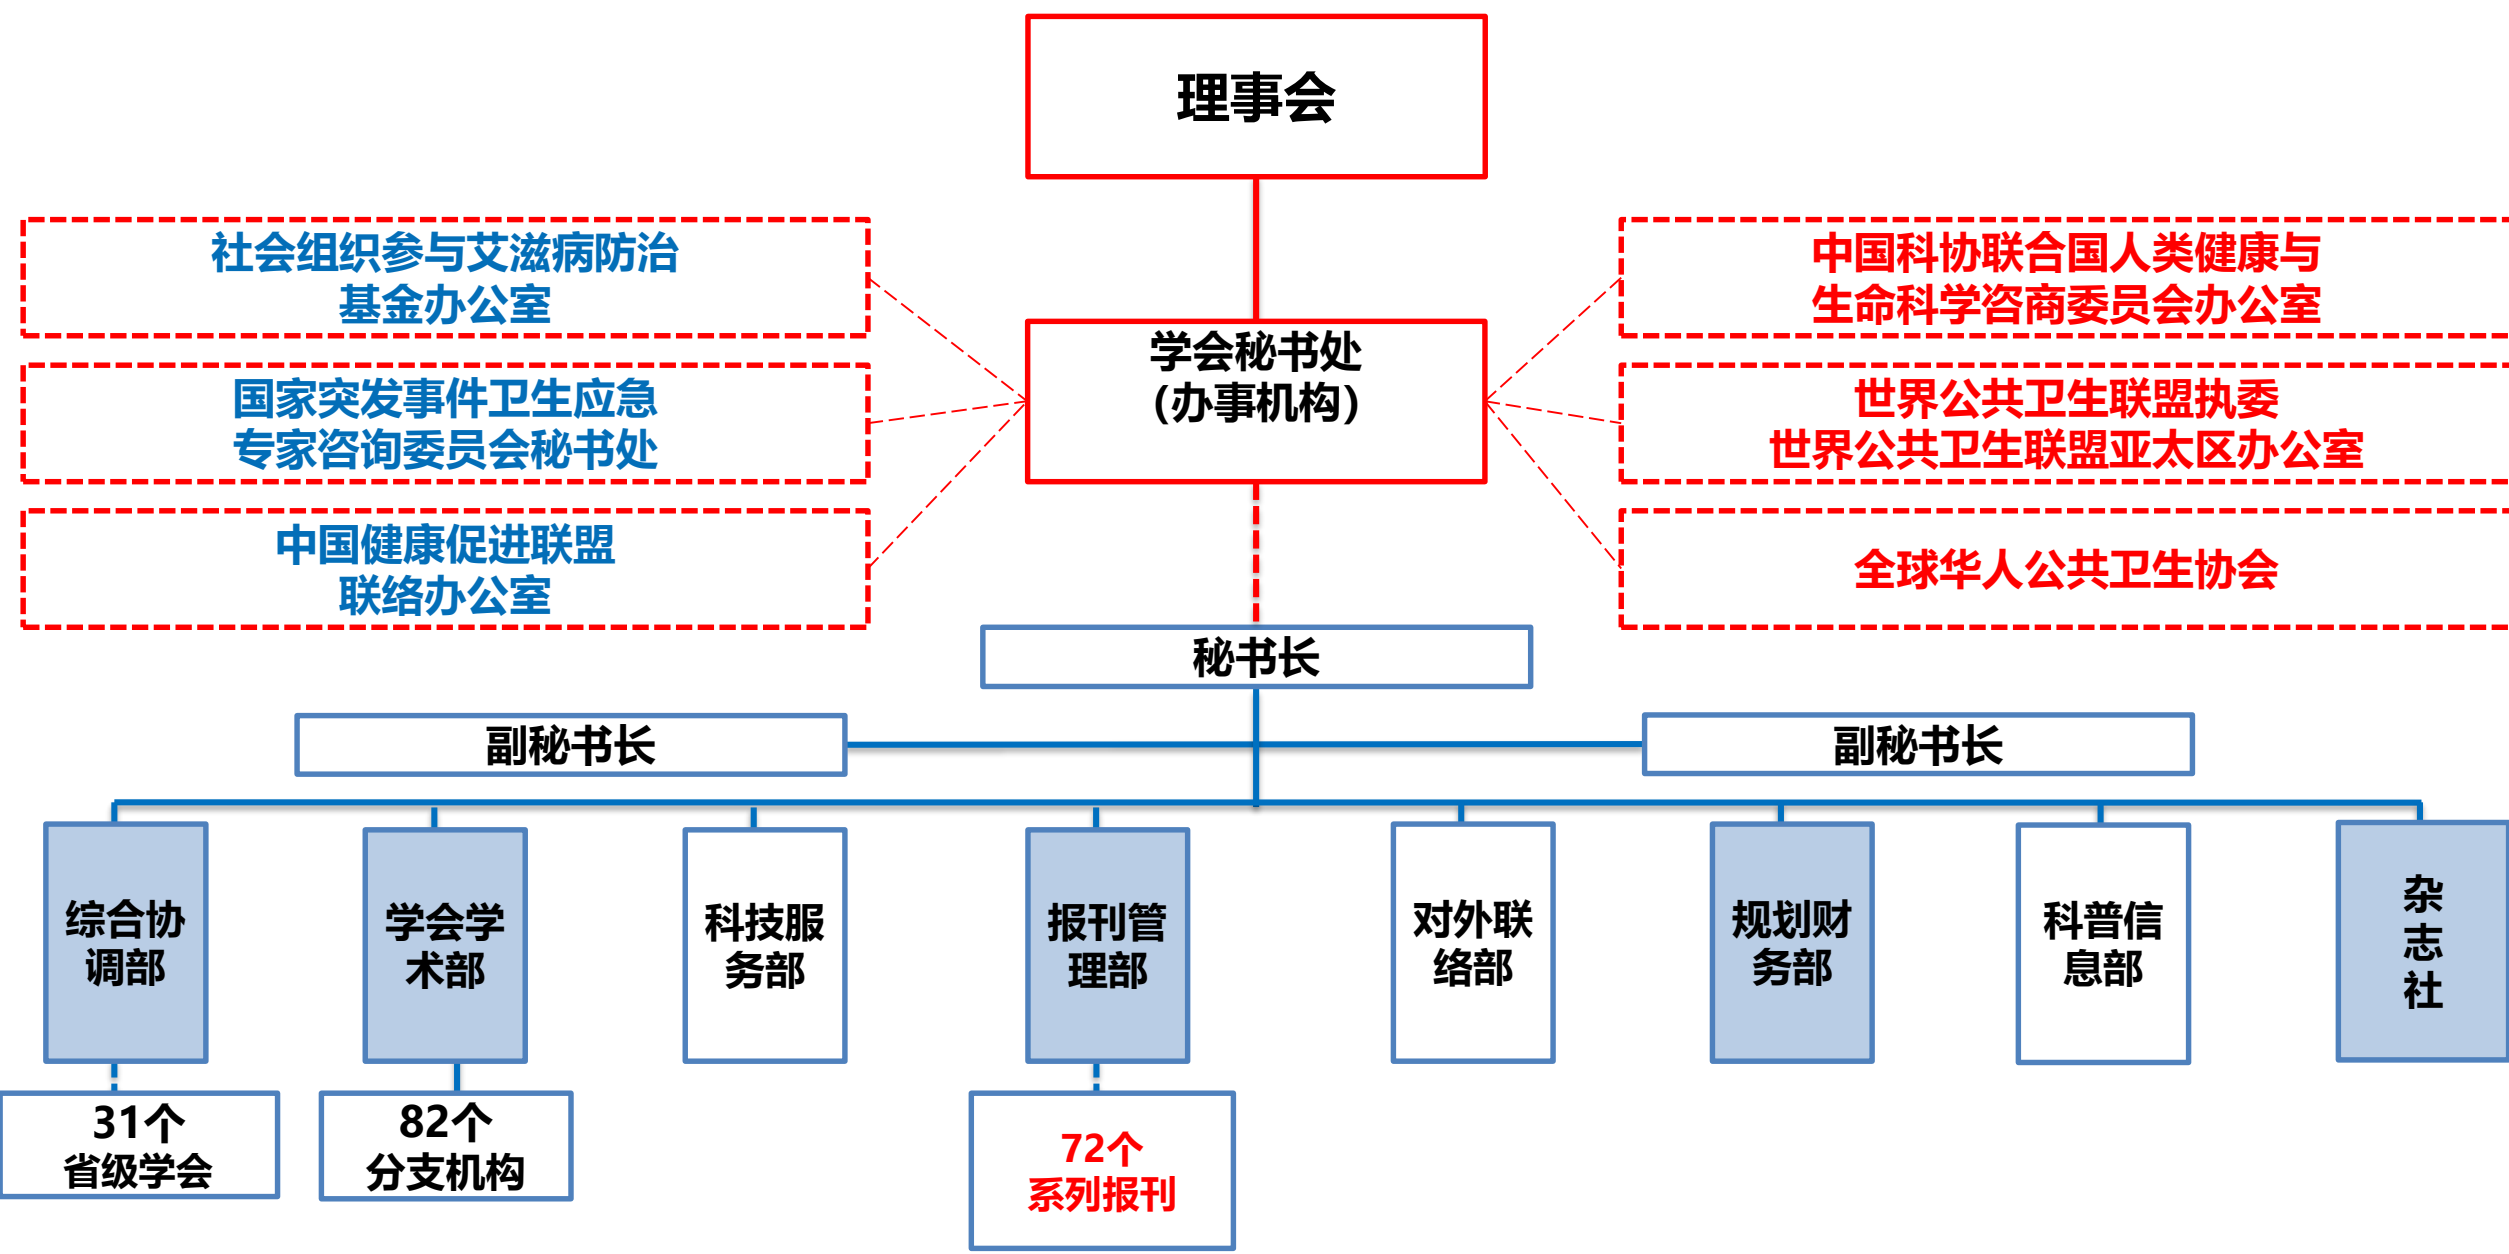 理事会
社会组织参与艾滋病防治
基金办公室
国家突发事件卫生应急
专家咨询委员会秘书处
中国健康促进联盟
联络办公室
学会秘书处
(办事机构)
中国科协联合国人类健康与
生命科学咨商委员会办公室
世界公共卫生联盟执委
世界公共卫生联盟亚太区办公室
全球华人公共卫生协会
秘书长
副秘书长
副秘书长
综合协
调部
学会学
术部
科技服
务部
报刊管
理部
对外联
络部
规划财
务部
科普信
息部
杂
志
社
31个
省级学会
82个
分支机构
72个
系列报刊